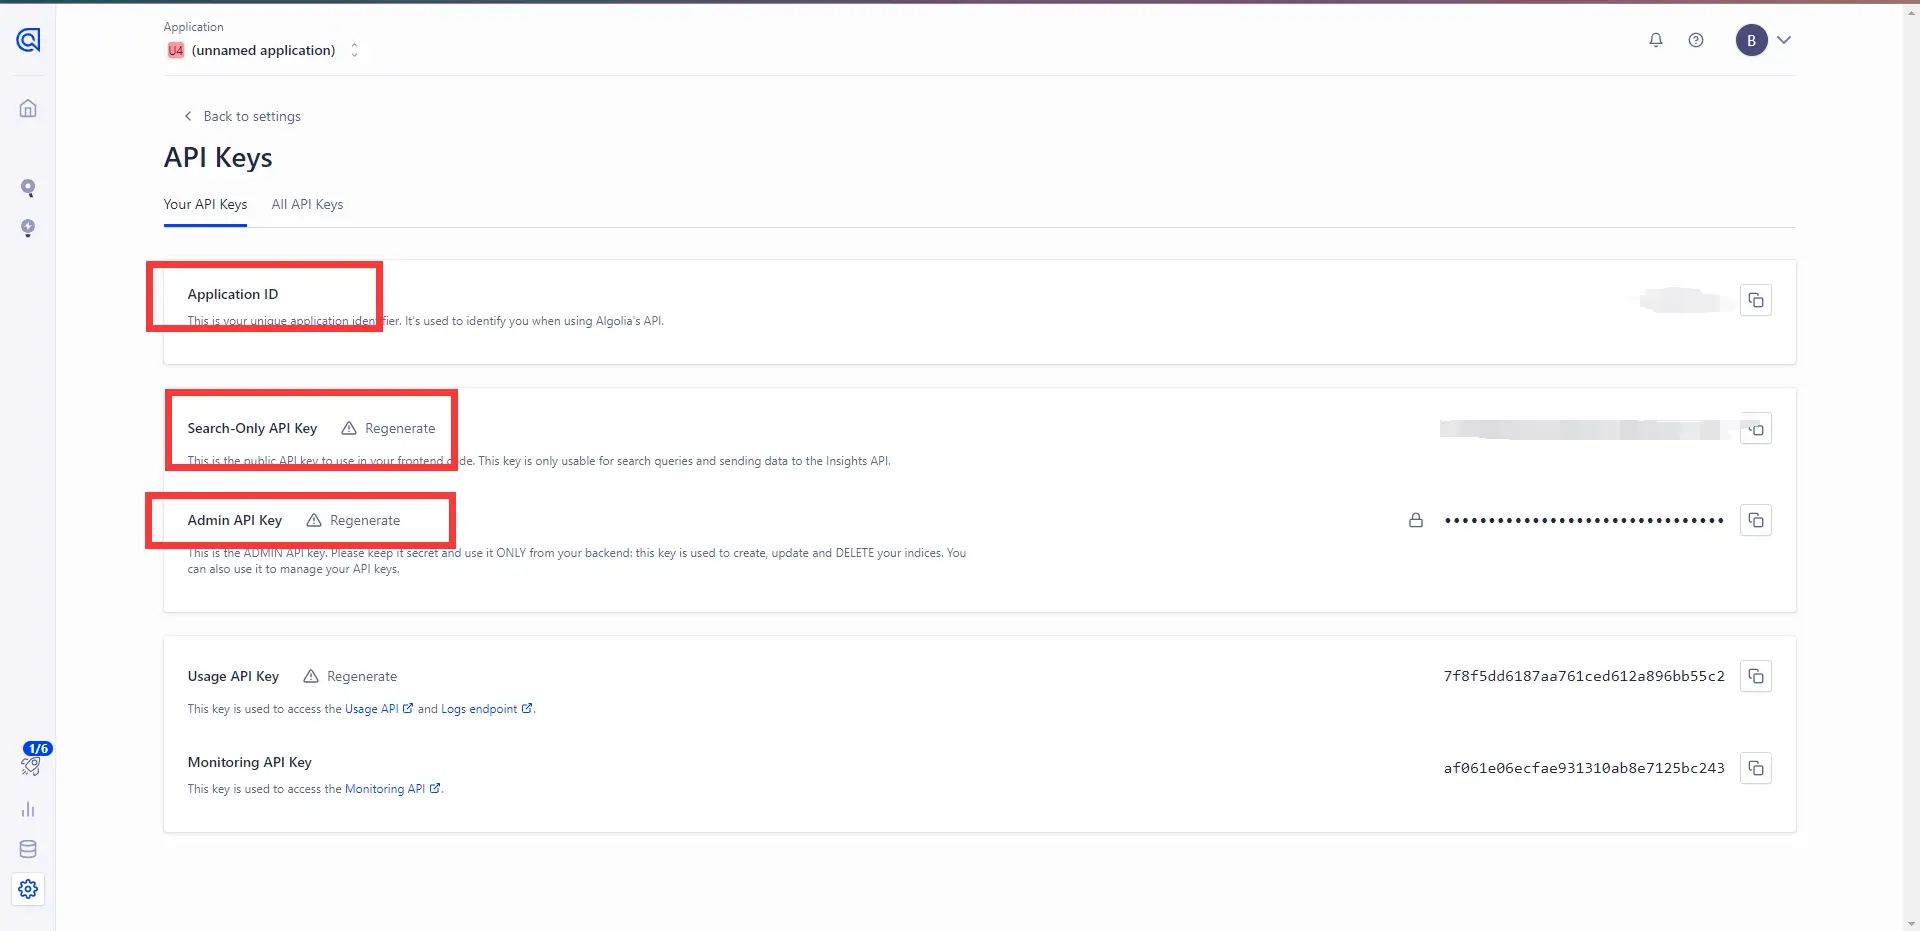 Application
U4 (unnamed application)
B
Back to settings
API Keys
Your API Keys All API Keys
Application ID
This is your unique application identifier. It's used to identify you when using Algolia's API.
Search-Only API Key Regenerate
This is the public API key to use in your frontend code. This key is only usable for search queries and sending data to the Insights API.
Admin API Key Regenerate
••••••••••••••••••••••••••••••••
This is the ADMIN API key. Please keep it secret and use it ONLY from your backend: this key is used to create, update and DELETE your indices. You
can also use it to manage your API keys.
Usage API Key Regenerate
7f8f5dd6187aa761ced612a896bb55c2
This key is used to access the Usage API and Logs endpoint.
Monitoring API Key
af061e06ecfae931310ab8e7125bc243
This key is used to access the Monitoring API.
1/6